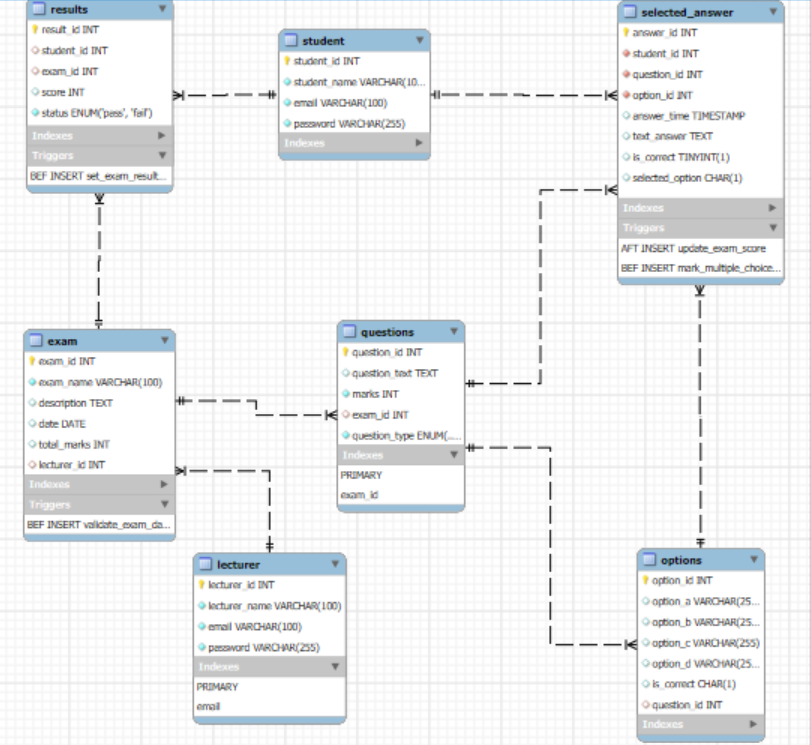 results
result_id INT
student_id INT
exam_id INT
score INT
status ENUM('pass', 'fail')
Indexes
Triggers
BEF INSERT set_exam_result...
student
student_id INT
student_name VARCHAR(10...
email VARCHAR(100)
password VARCHAR(255)
Indexes
selected_answer
answer_id INT
student_id INT
question_id INT
option_id INT
answer_time TIMESTAMP
text_answer TEXT
is_correct TINYINT(1)
selected_option CHAR(1)
Indexes
Triggers
AFT INSERT update_exam_score
BEF INSERT mark_multiple_choice...
exam
exam_id INT
exam_name VARCHAR(100)
description TEXT
date DATE
total_marks INT
lecturer_id INT
Indexes
Triggers
BEF INSERT validate_exam_da...
questions
question_id INT
question_text TEXT
marks INT
exam_id INT
question_type ENUM(...
Indexes
PRIMARY
exam_id
lecturer
lecturer_id INT
lecturer_name VARCHAR(100)
email VARCHAR(100)
password VARCHAR(255)
Indexes
PRIMARY
email
options
option_id INT
option_a VARCHAR(25...
option_b VARCHAR(25...
option_c VARCHAR(255)
option_d VARCHAR(25...
is_correct CHAR(1)
question_id INT
Indexes